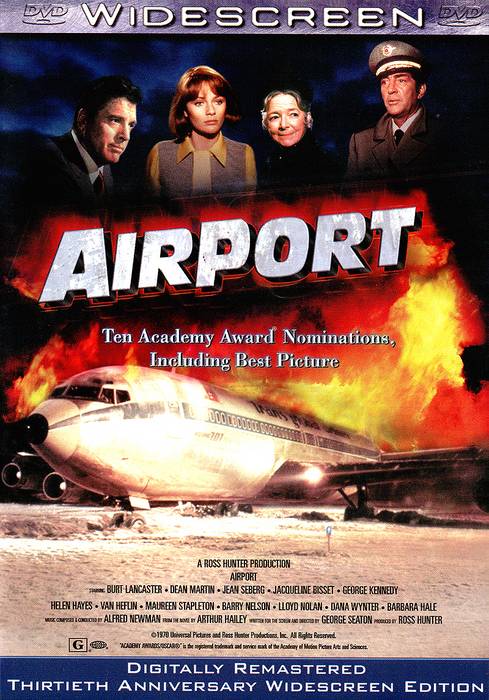 DVD WIDESCREEN DVD
AIRPORT
Ten Academy Award® Nominations,
Including Best Picture
A ROSS HUNTER PRODUCTION
AIRPORT
STARRING BURT LANCASTER • DEAN MARTIN • JEAN SEBERG • JACQUELINE BISSET • GEORGE KENNEDY
HELEN HAYES • VAN HEFLIN • MAUREEN STAPLETON • BARRY NELSON • LLOYD NOLAN • DANA WYNTER • BARBARA HALE
MUSIC COMPOSED & CONDUCTED BY ALFRED NEWMAN FROM THE NOVEL BY ARTHUR HAILEY WRITTEN FOR THE SCREEN AND DIRECTED BY GEORGE SEATON PRODUCED BY ROSS HUNTER
©1970 Universal Pictures and Ross Hunter Productions, Inc. All Rights Reserved.
G "ACADEMY AWARDS/OSCAR®" is the registered trademark and service mark of the Academy of Motion Picture Arts and Sciences.
DIGITALLY REMASTERED
THIRTIETH ANNIVERSARY WIDESCREEN EDITION